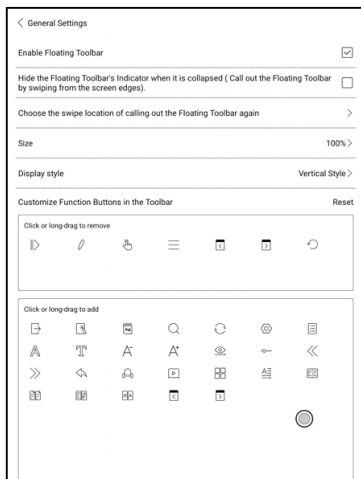 General Settings
Enable Floating Toolbar
Hide the Floating Toolbar's Indicator when it is collapsed ( Call out the Floating Toolbar
by swiping from the screen edges).
Choose the swipe location of calling out the Floating Toolbar again
Size 100%
Display style Vertical Style
Customize Function Buttons in the Toolbar Reset
Click or long-drag to remove
Click or long-drag to add
Aa
A T A- A+